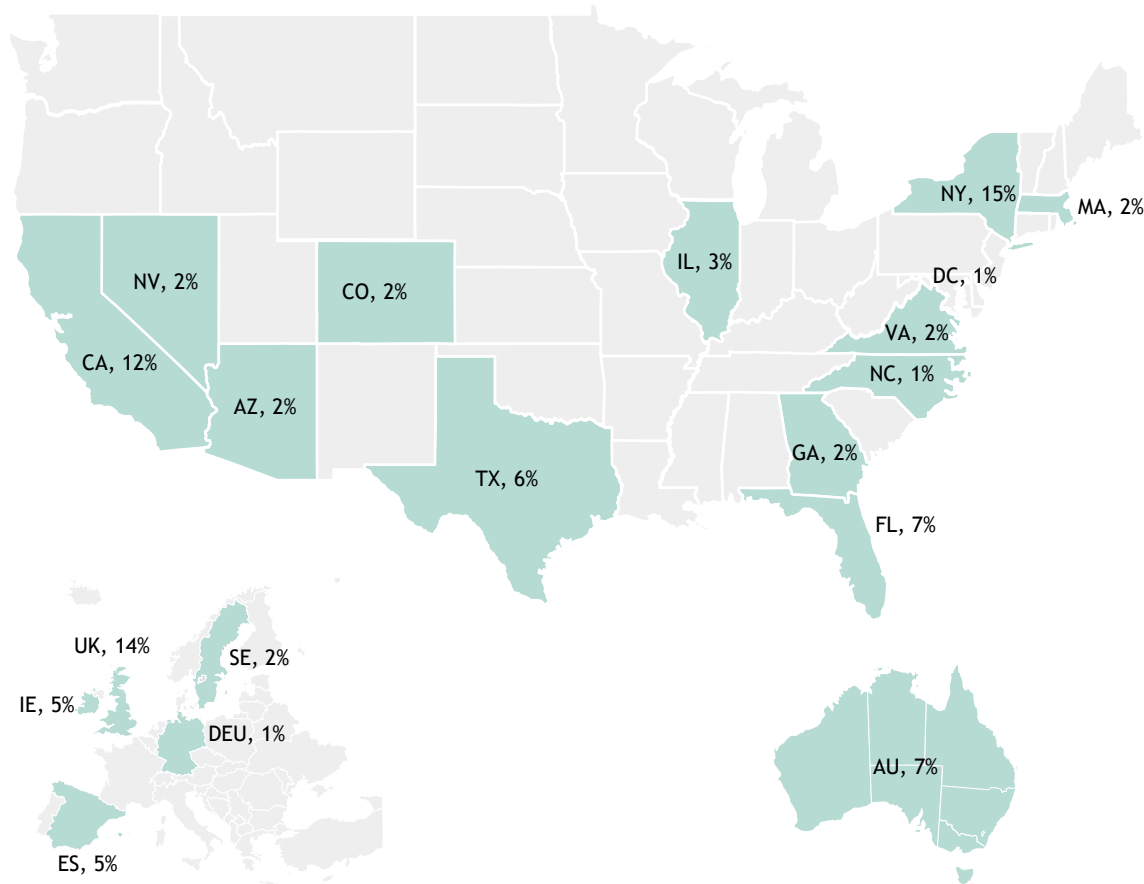 NY, 15%
MA, 2%
IL, 3%
DC, 1%
NV, 2%
CO, 2%
VA, 2%
CA, 12%
NC, 1%
AZ, 2%
GA, 2%
TX, 6%
FL, 7%
UK, 14%
SE, 2%
IE, 5%
DEU, 1%
AU, 7%
ES, 5%